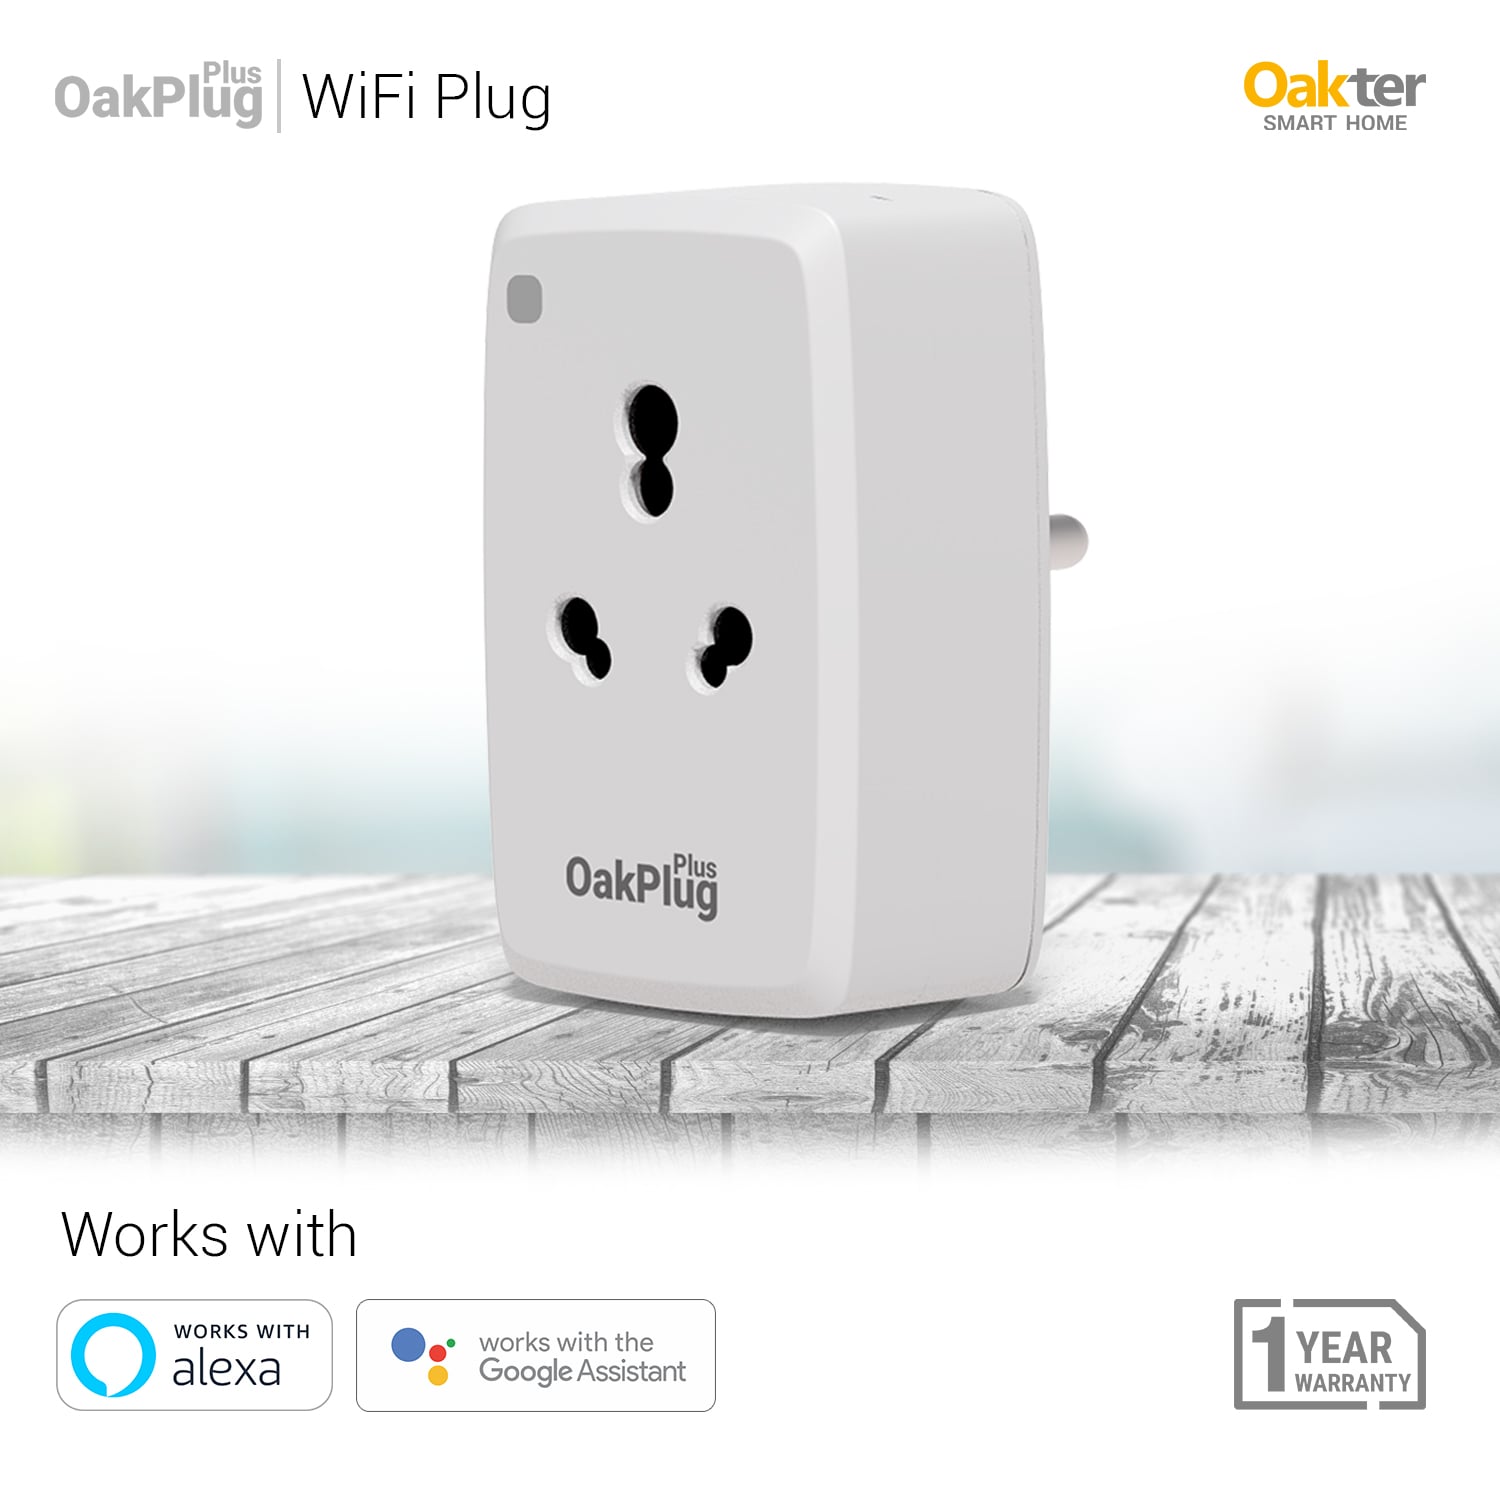 OakPlug Plus | WiFi Plug
Oakter
SMART HOME
OakPlug Plus
Works with
WORKS WITH
alexa
works with the
Google Assistant
1 YEAR
WARRANTY